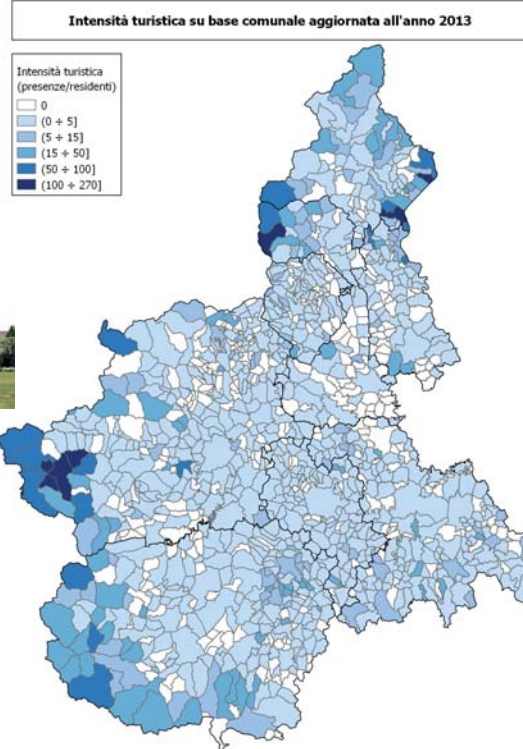 Intensità turistica su base comunale aggiornata all'anno 2013
Intensità turistica
(presenze/residenti)
0
(0 ÷ 5]
(5 ÷ 15]
(15 ÷ 50]
(50 ÷ 100]
(100 ÷ 270]